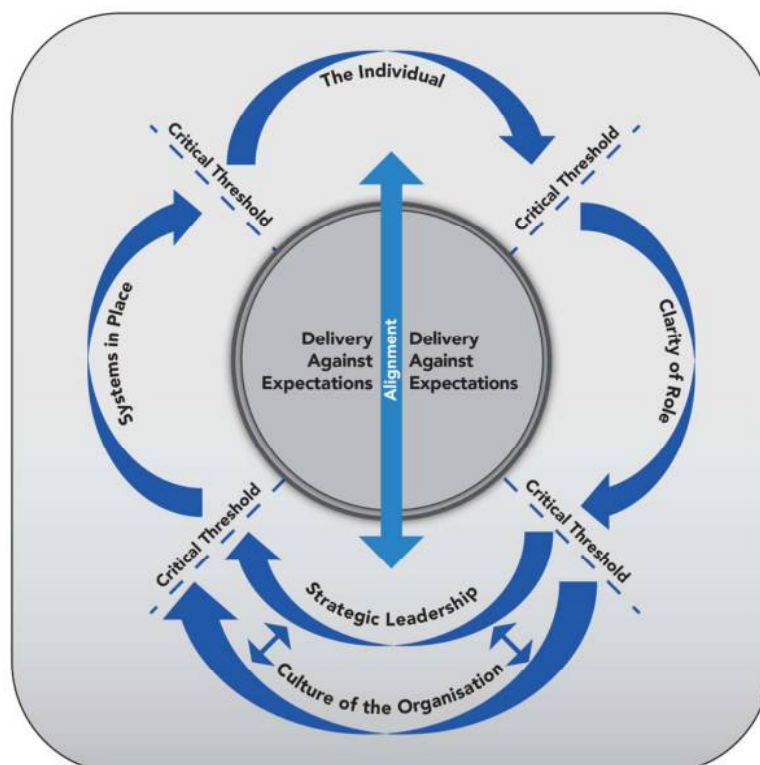 The Individual
Critical Threshold
Critical Threshold
Systems in Place
Delivery
Against
Expectations
Alignment
Delivery
Against
Expectations
Clarity of Role
Critical Threshold
Critical Threshold
Strategic Leadership
Culture of the Organisation